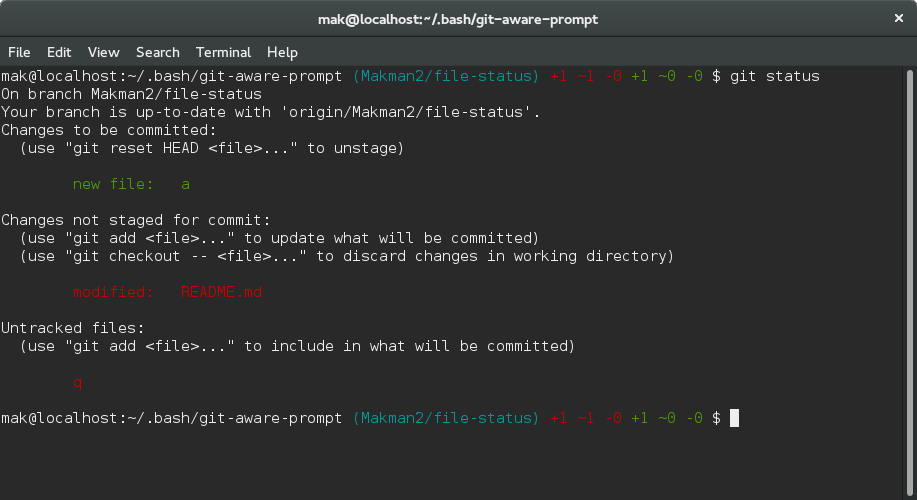 mak@localhost:~/.bash/git-aware-prompt
File Edit View Search Terminal Help
mak@localhost:~/.bash/git-aware-prompt (Makman2/file-status) +1 ~1 -0 +1 ~0 -0 $ git status
On branch Makman2/file-status
Your branch is up-to-date with 'origin/Makman2/file-status'.
Changes to be committed:
  (use "git reset HEAD <file>..." to unstage)
        new file:   a
Changes not staged for commit:
  (use "git add <file>..." to update what will be committed)
  (use "git checkout -- <file>..." to discard changes in working directory)
        modified:   README.md
Untracked files:
  (use "git add <file>..." to include in what will be committed)
        q
mak@localhost:~/.bash/git-aware-prompt (Makman2/file-status) +1 ~1 -0 +1 ~0 -0 $